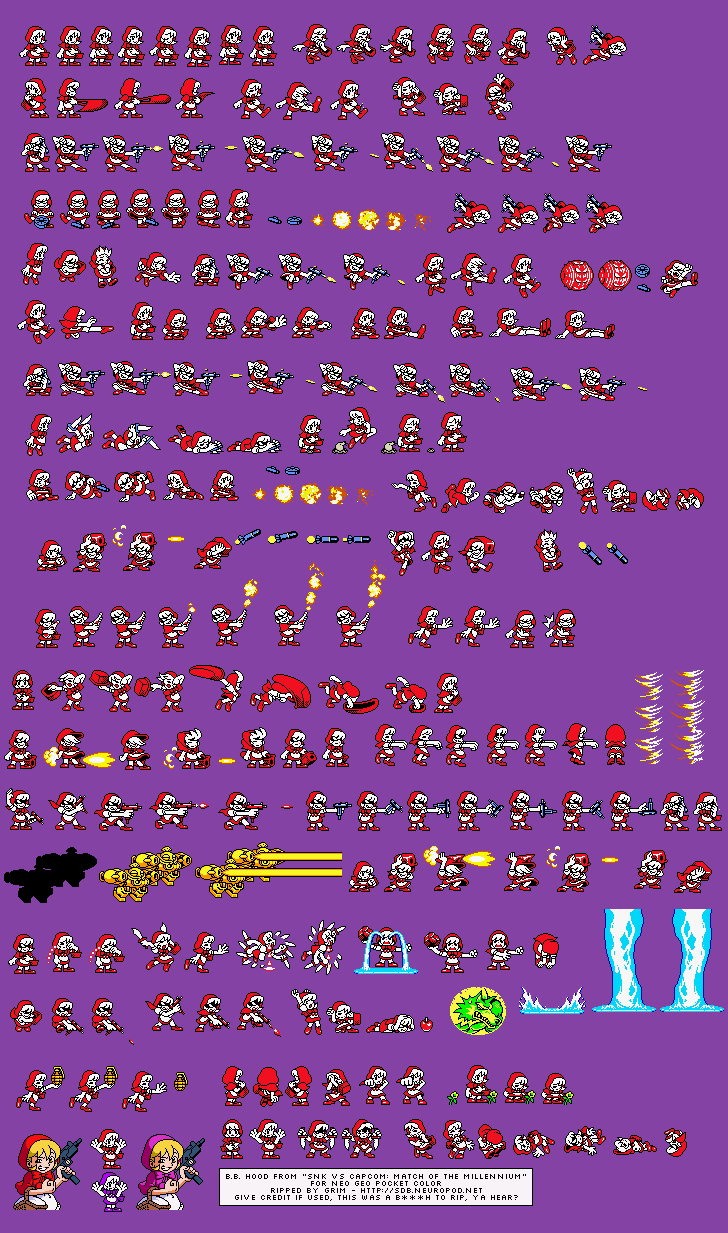 B.B. HOOD FROM "SNK VS CAPCOM: MATCH OF THE MILLENNIUM"
FOR NEO GEO POCKET COLOR
RIPPED BY GRIM - HTTP://SDB.NEUROPOD.NET
GIVE CREDIT IF USED, THIS WAS A B***H TO RIP, YA HEAR?